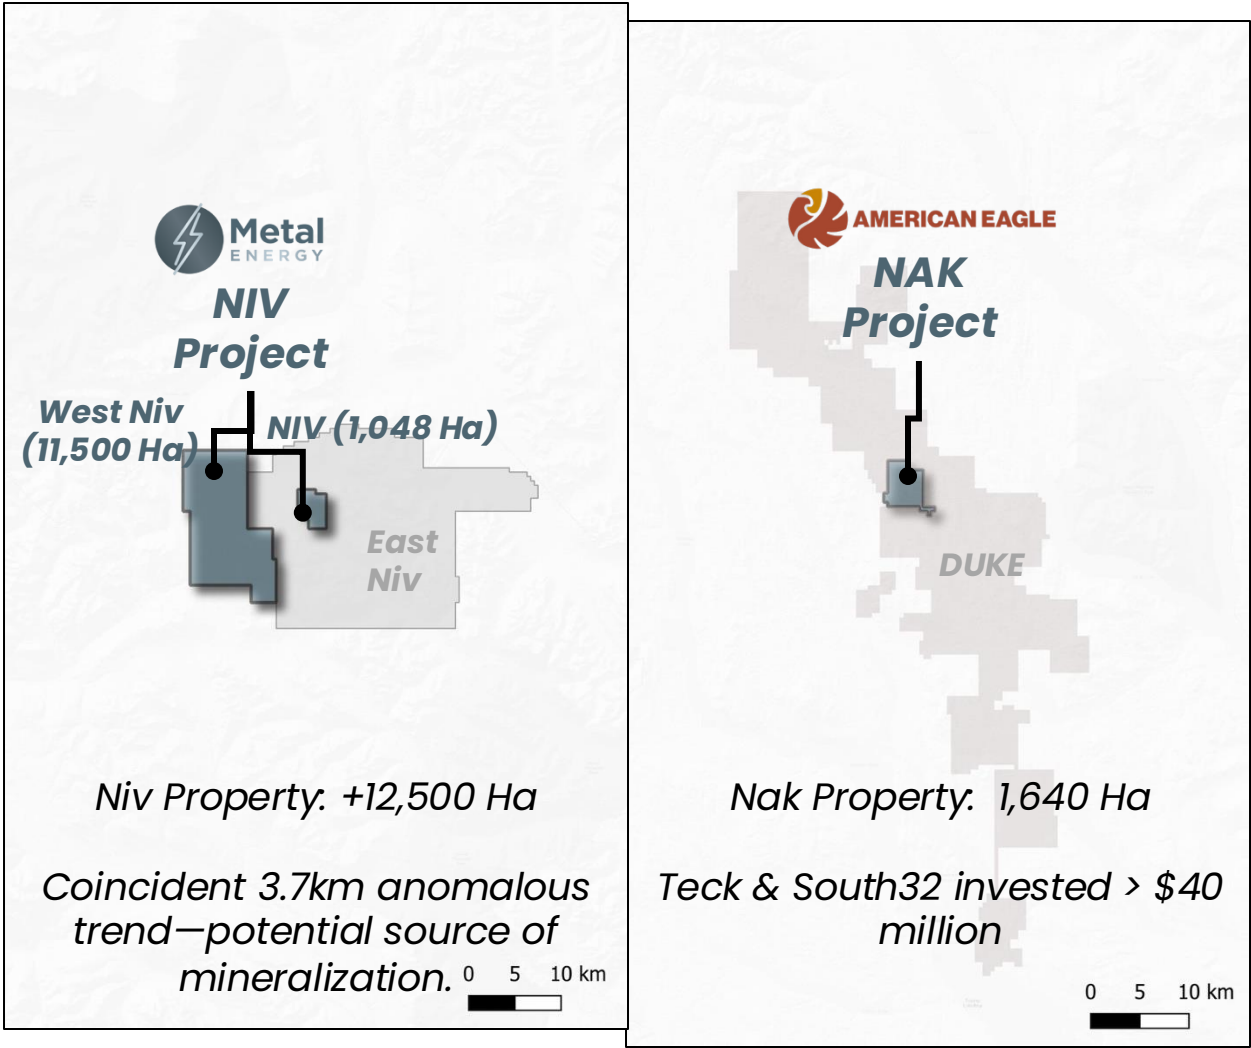 Metal
ENERGY
NIV
Project
West Niv
(11,500 Ha)
NIV (1,048 Ha)
East
Niv
Niv Property: +12,500 Ha
Coincident 3.7km anomalous
trend—potential source of
mineralization.
0 5 10 km
AMERICAN EAGLE
NAK
Project
DUKE
Nak Property:  1,640 Ha
Teck & South32 invested > $40
million
0 5 10 km